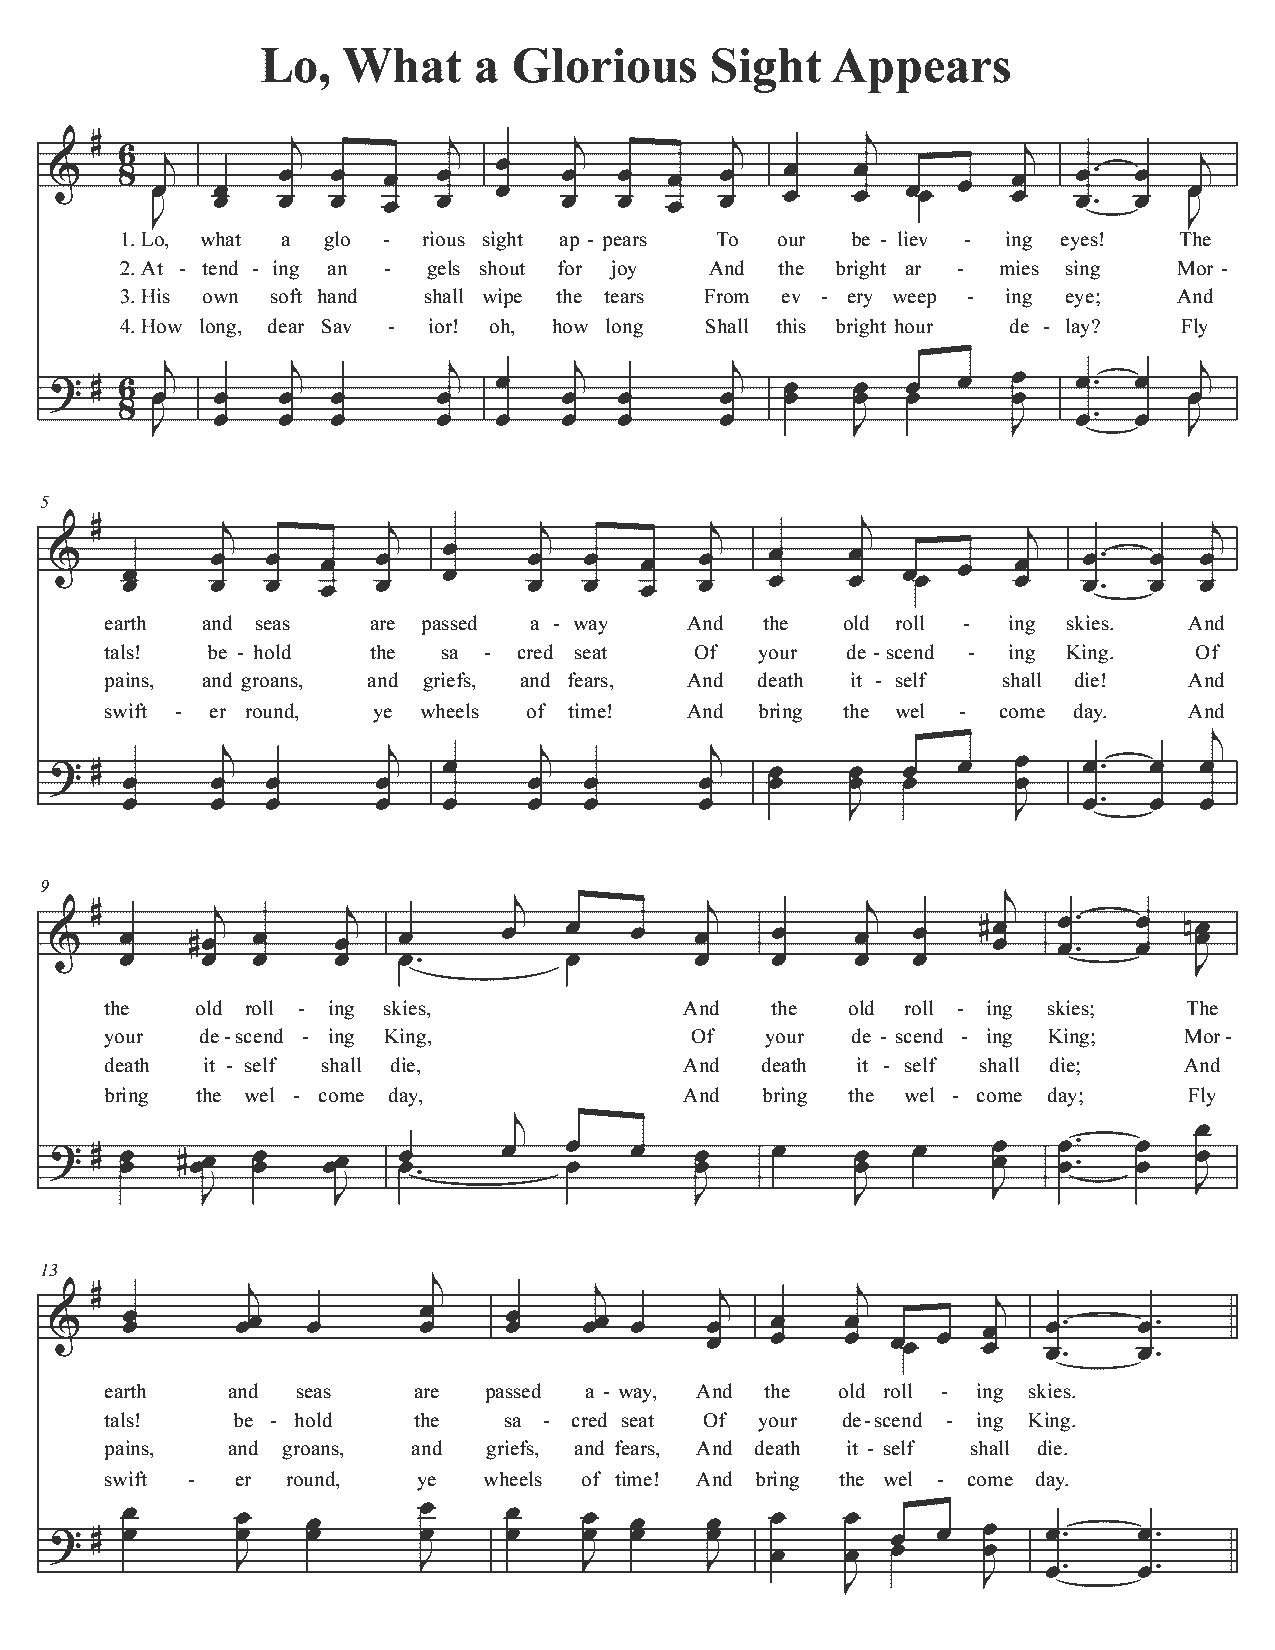 Lo, What a Glorious Sight Appears
1. Lo, what a glo - rious sight ap - pears To our be - liev - ing eyes! The
2. At - tend - ing an - gels shout for joy And the bright ar - mies sing Mor -
3. His own soft hand shall wipe the tears From ev - ery weep - ing eye; And
4. How long, dear Sav - ior! oh, how long Shall this bright hour de - lay? Fly
5
earth and seas are passed a - way And the old roll - ing skies. And
tals! be - hold the sa - cred seat Of your de - scend - ing King. Of
pains, and groans, and griefs, and fears, And death it - self shall die! And
swift - er round, ye wheels of time! And bring the wel - come day. And
9
the old roll - ing skies, And the old roll - ing skies; The
your de - scend - ing King, Of your de - scend - ing King; Mor -
death it - self shall die, And death it - self shall die; And
bring the wel - come day, And bring the wel - come day; Fly
13
earth and seas are passed a - way, And the old roll - ing skies.
tals! be - hold the sa - cred seat Of your de - scend - ing King.
pains, and groans, and griefs, and fears, And death it - self shall die.
swift - er round, ye wheels of time! And bring the wel - come day.